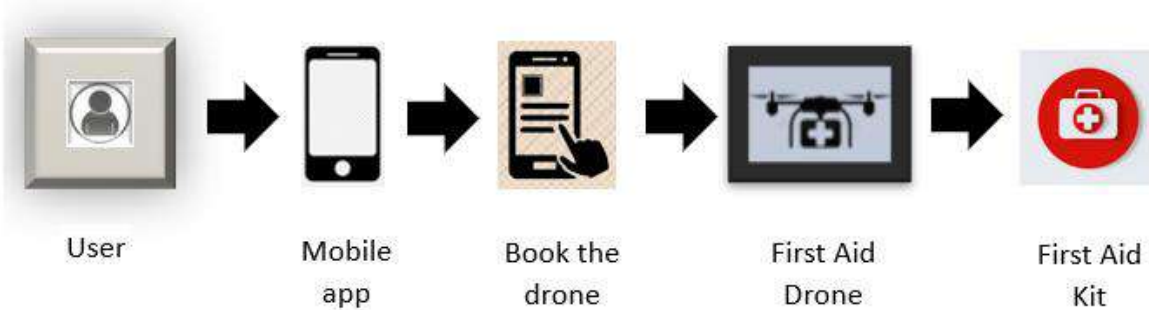 User
Mobile
app
Book the
drone
First Aid
Drone
First Aid
Kit